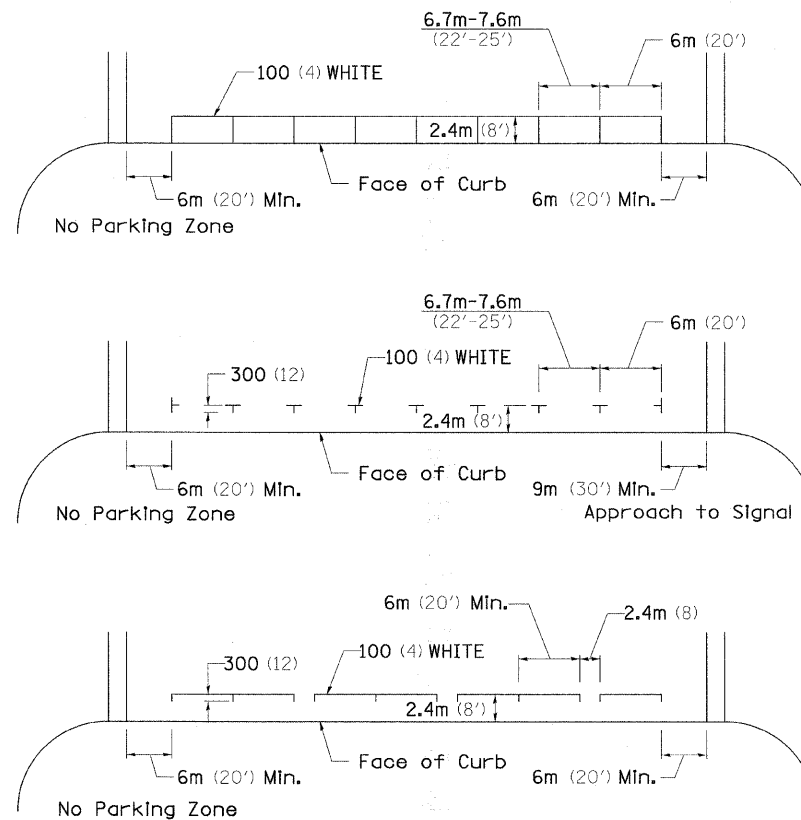 6.7m-7.6m
(22'-25')
6m (20')
100 (4) WHITE
2.4m (8')
6m (20') Min.
Face of Curb
6m (20') Min.
No Parking Zone
6.7m-7.6m
(22'-25')
6m (20')
300 (12)
100 (4) WHITE
2.4m (8')
6m (20') Min.
Face of Curb
9m (30') Min.
No Parking Zone
Approach to Signal
6m (20') Min.
2.4m (8)
300 (12)
100 (4) WHITE
2.4m (8')
6m (20') Min.
Face of Curb
6m (20') Min.
No Parking Zone